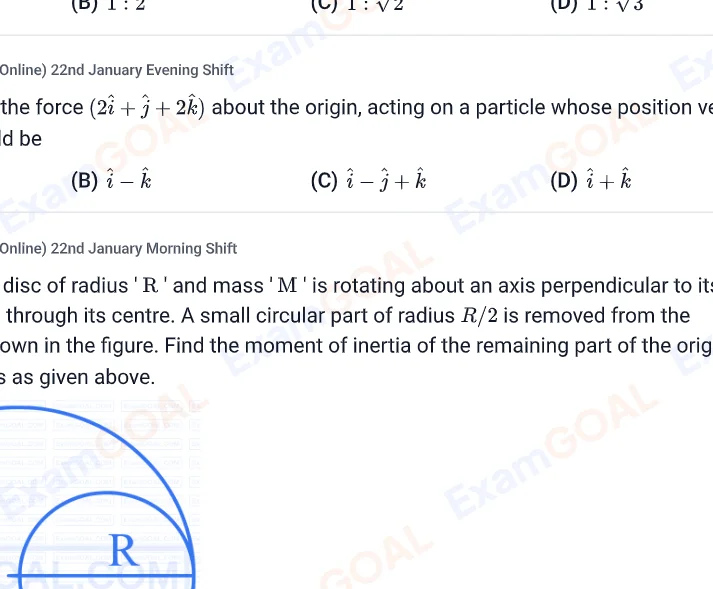 (B) 1 : 2 (C) 1 : √2 (D) 1 : √3
Online) 22nd January Evening Shift
the force (2î + ĵ + 2k̂) about the origin, acting on a particle whose position ve
ld be
(B) î − k̂ (C) î − ĵ + k̂ (D) î + k̂
Online) 22nd January Morning Shift
disc of radius ' R ' and mass ' M ' is rotating about an axis perpendicular to its
through its centre. A small circular part of radius R/2 is removed from the
own in the figure. Find the moment of inertia of the remaining part of the orig
s as given above.
R